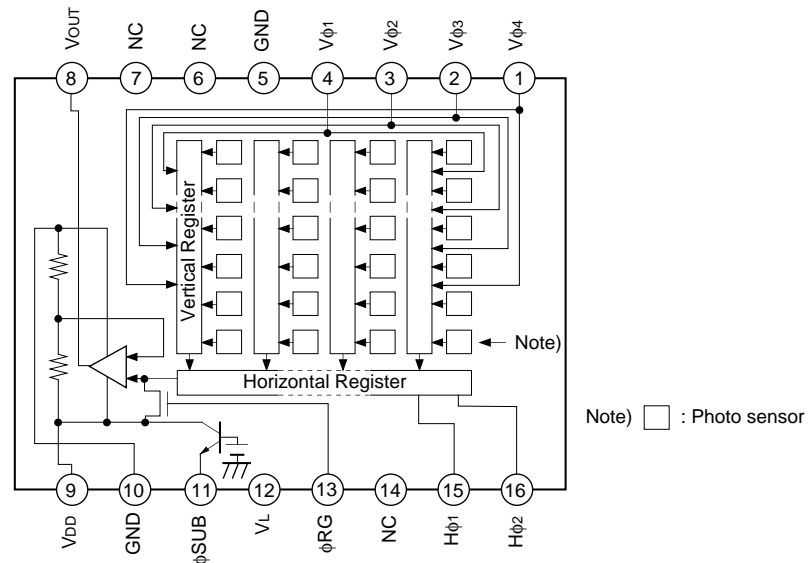 VOUT
NC
NC
GND
Vϕ1
Vϕ2
Vϕ3
Vϕ4
8
7
6
5
4
3
2
1
Vertical Register
Note)
Horizontal Register
Note) : Photo sensor
9
10
11
12
13
14
15
16
VDD
GND
ϕSUB
VL
ϕRG
NC
Hϕ1
Hϕ2